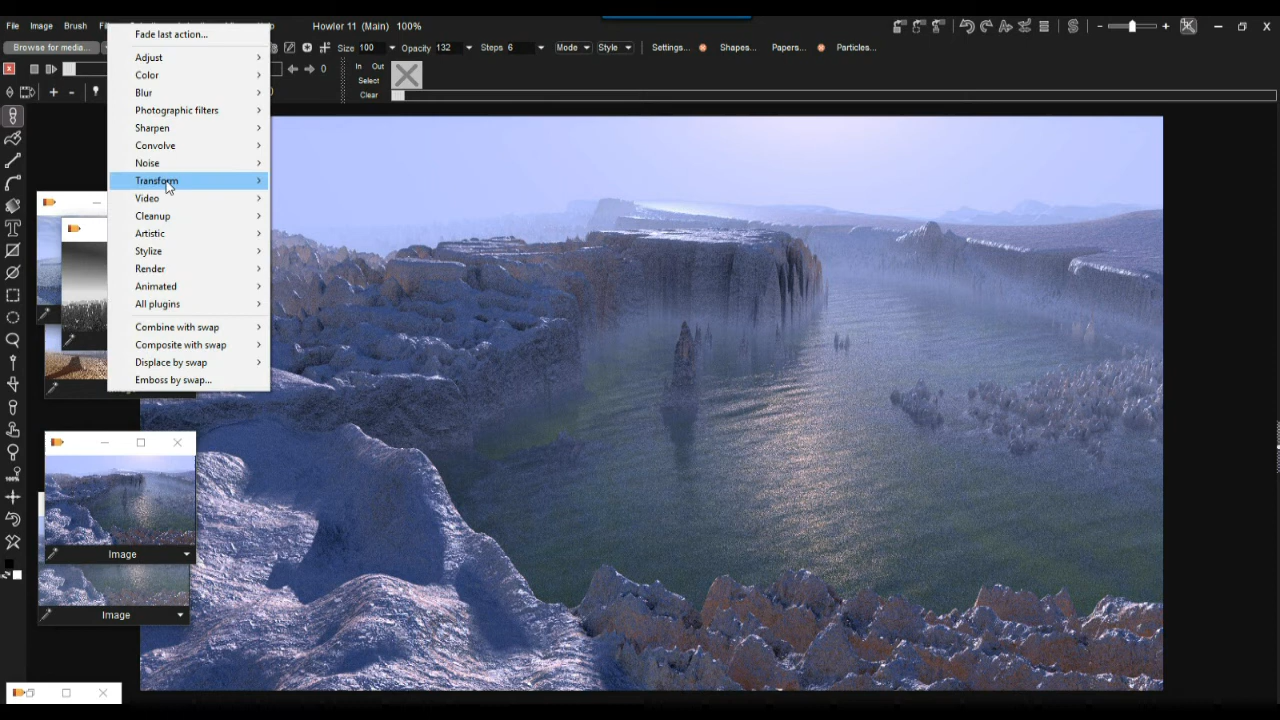 File Image Brush
Howler 11 (Main) 100%
Browse for media...
Size 100 Opacity 132 Steps 6 Mode Style Settings... Shapes... Papers... Particles...
0
In Out
Select
Clear
Fade last action...
Adjust
Color
Blur
Photographic filters
Sharpen
Convolve
Noise
Transform
Video
Cleanup
Artistic
Stylize
Render
Animated
All plugins
Combine with swap
Composite with swap
Displace by swap
Emboss by swap...
100%
Image
Image